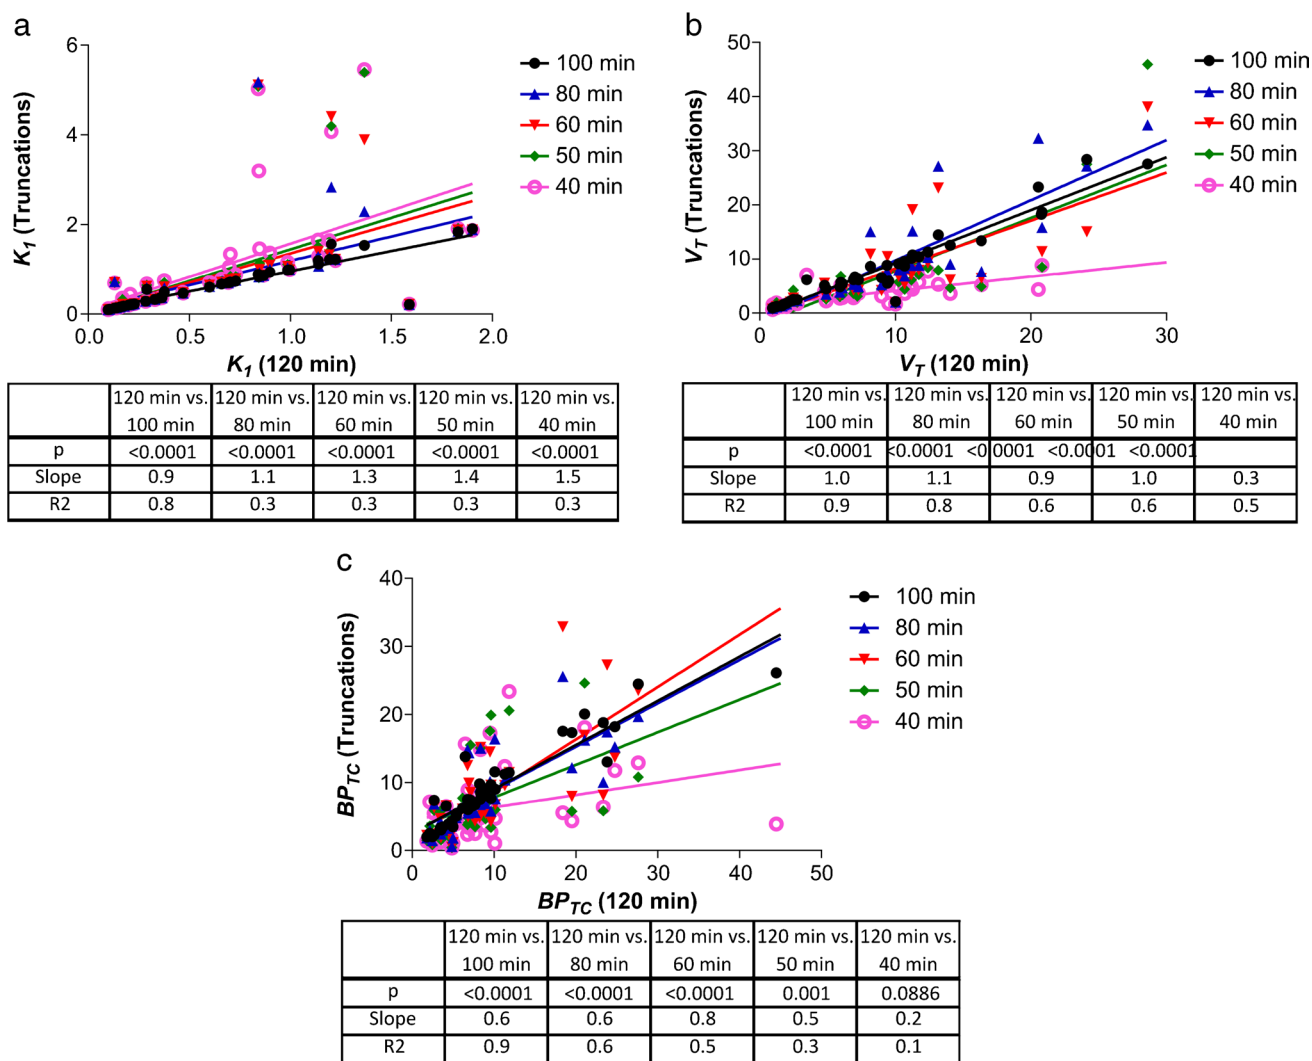 a
6
4
2
0
K1 (Truncations)
0.0 0.5 1.0 1.5 2.0
K1 (120 min)
100 min
80 min
60 min
50 min
40 min
120 min vs. 120 min vs. 120 min vs. 120 min vs. 120 min vs.
100 min 80 min 60 min 50 min 40 min
p <0.0001 <0.0001 <0.0001 <0.0001 <0.0001
Slope 0.9 1.1 1.3 1.4 1.5
R2 0.8 0.3 0.3 0.3 0.3
b
50
40
30
20
10
0
VT (Truncations)
0 10 20 30
VT (120 min)
100 min
80 min
60 min
50 min
40 min
120 min vs. 120 min vs. 120 min vs. 120 min vs. 120 min vs.
100 min 80 min 60 min 50 min 40 min
p <0.0001 <0.0001 <0.0001 <0.0001 <0.0001
Slope 1.0 1.1 0.9 1.0 0.3
R2 0.9 0.8 0.6 0.6 0.5
c
40
30
20
10
0
BPTC (Truncations)
0 10 20 30 40 50
BPTC (120 min)
100 min
80 min
60 min
50 min
40 min
120 min vs. 120 min vs. 120 min vs. 120 min vs. 120 min vs.
100 min 80 min 60 min 50 min 40 min
p <0.0001 <0.0001 <0.0001 0.001 0.0886
Slope 0.6 0.6 0.8 0.5 0.2
R2 0.9 0.6 0.5 0.3 0.1